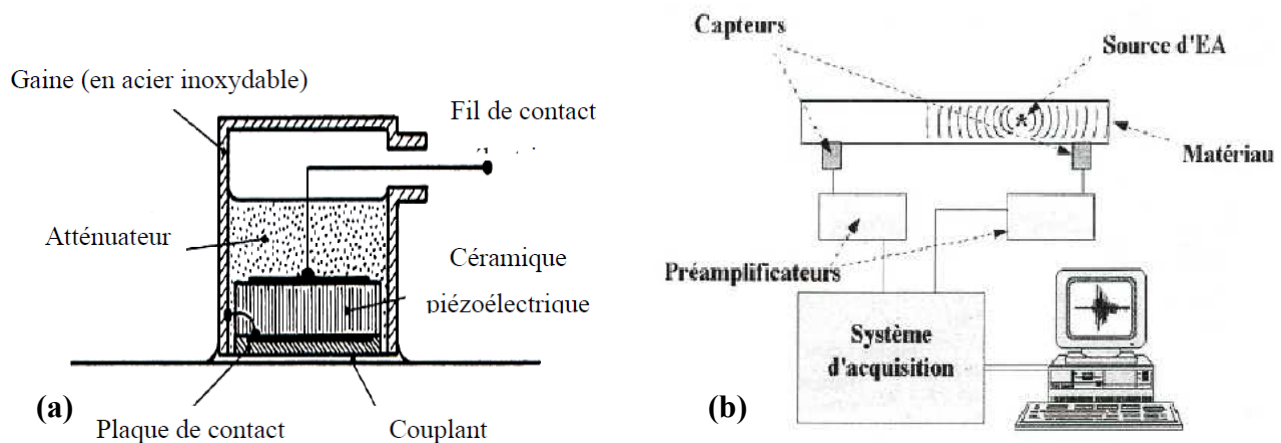 Gaine (en acier inoxydable)
Fil de contact
Atténuateur
Céramique
piézoélectrique
(a)
Plaque de contact
Couplant
Capteurs
Source d'EA
Matériau
Préamplificateurs
Système
d'acquisition
(b)